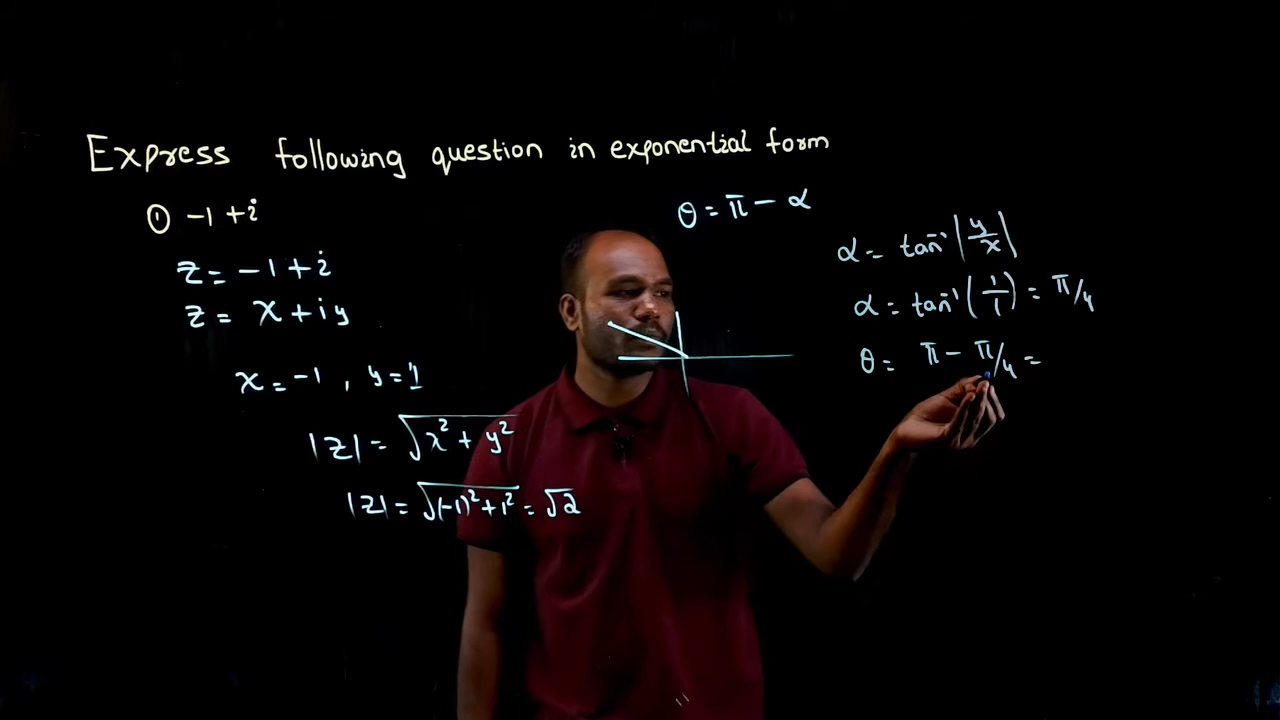 Express following question in exponential form
① -1 + i
z = -1 + i
z = x + iy
x = -1 , y = 1
|z| = √x² + y²
|z| = √(-1)² + 1² = √2
θ = π - α
α = tan⁻¹ |y/x|
α = tan⁻¹ (1/1) = π/4
θ = π - π/4 =